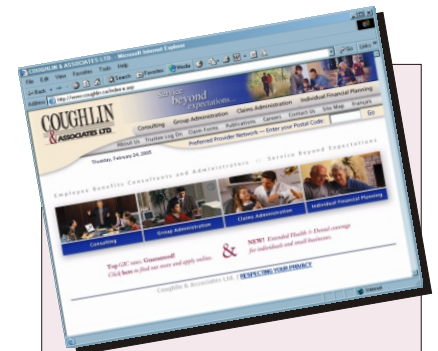 COUGHLIN & ASSOCIATES LTD. - Microsoft Internet Explorer
File Edit View Favorites Tools Help
Back Search Favorites Media
Address http://www.coughlin.ca/index-e.asp Go Links
Service
beyond
expectations...
COUGHLIN
& ASSOCIATES LTD.
Consulting Group Administration Claims Administration Individual Financial Planning
About Us Trustee Log On Claim Forms Publications Careers Contact Us Site Map Français
Preferred Provider Network — Enter your Postal Code: Go
Thursday, February 24, 2005
Employee Benefits Consultants and Administrators :: Service Beyond Expectations
Consulting Group Administration Claims Administration Individual Financial Planning
Top GIC rates. Guaranteed!
Click here to find out more and apply online.
&
NEW! Extended Health & Dental coverage
for individuals and small businesses.
Coughlin & Associates Ltd. | RESPECTING YOUR PRIVACY
Internet